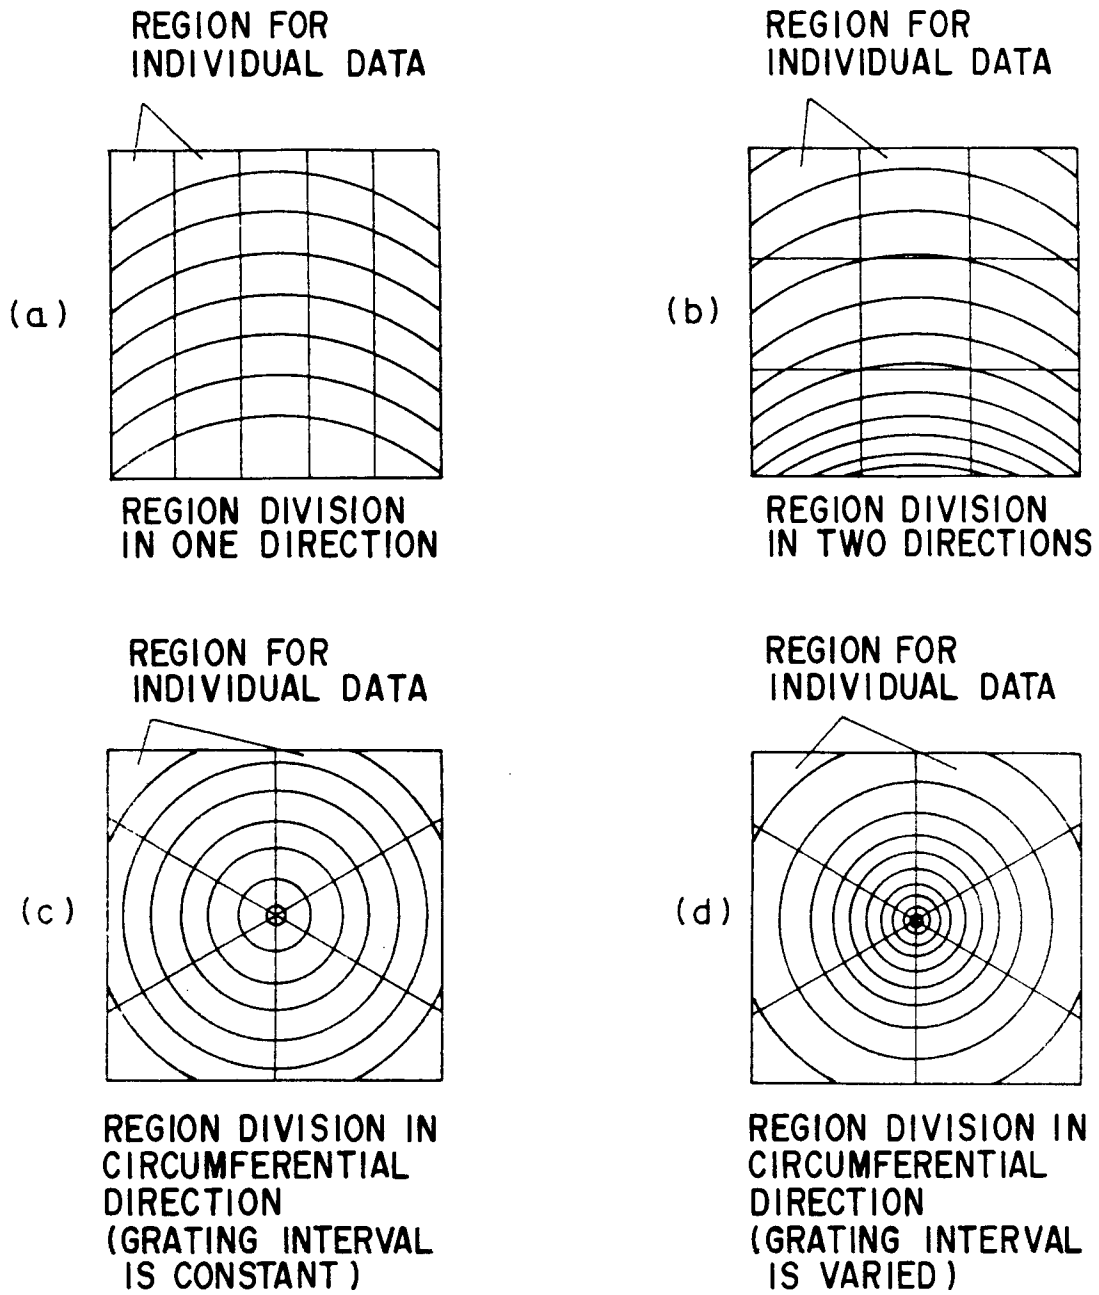 REGION FOR
INDIVIDUAL DATA
(a)
REGION DIVISION
IN ONE DIRECTION
REGION FOR
INDIVIDUAL DATA
(b)
REGION DIVISION
IN TWO DIRECTIONS
REGION FOR
INDIVIDUAL DATA
(c)
REGION DIVISION IN
CIRCUMFERENTIAL
DIRECTION
(GRATING INTERVAL
IS CONSTANT)
REGION FOR
INDIVIDUAL DATA
(d)
REGION DIVISION IN
CIRCUMFERENTIAL
DIRECTION
(GRATING INTERVAL
IS VARIED)